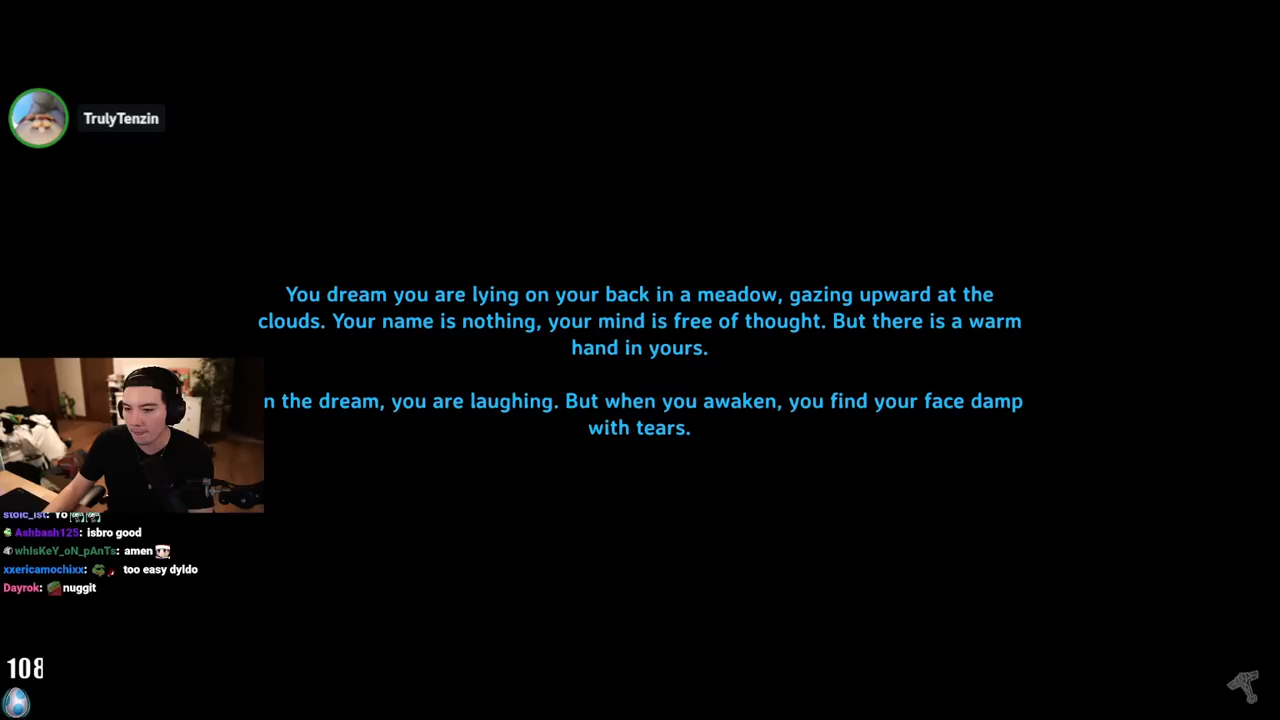 TrulyTenzin
You dream you are lying on your back in a meadow, gazing upward at the
clouds. Your name is nothing, your mind is free of thought. But there is a warm
hand in yours.
n the dream, you are laughing. But when you awaken, you find your face damp
with tears.
stoic_ist: Yo
Ashbash125: isbro good
whIsKeY_oN_pAnTs: amen
xxericamochixx: too easy dyldo
Dayrok: nuggit
108